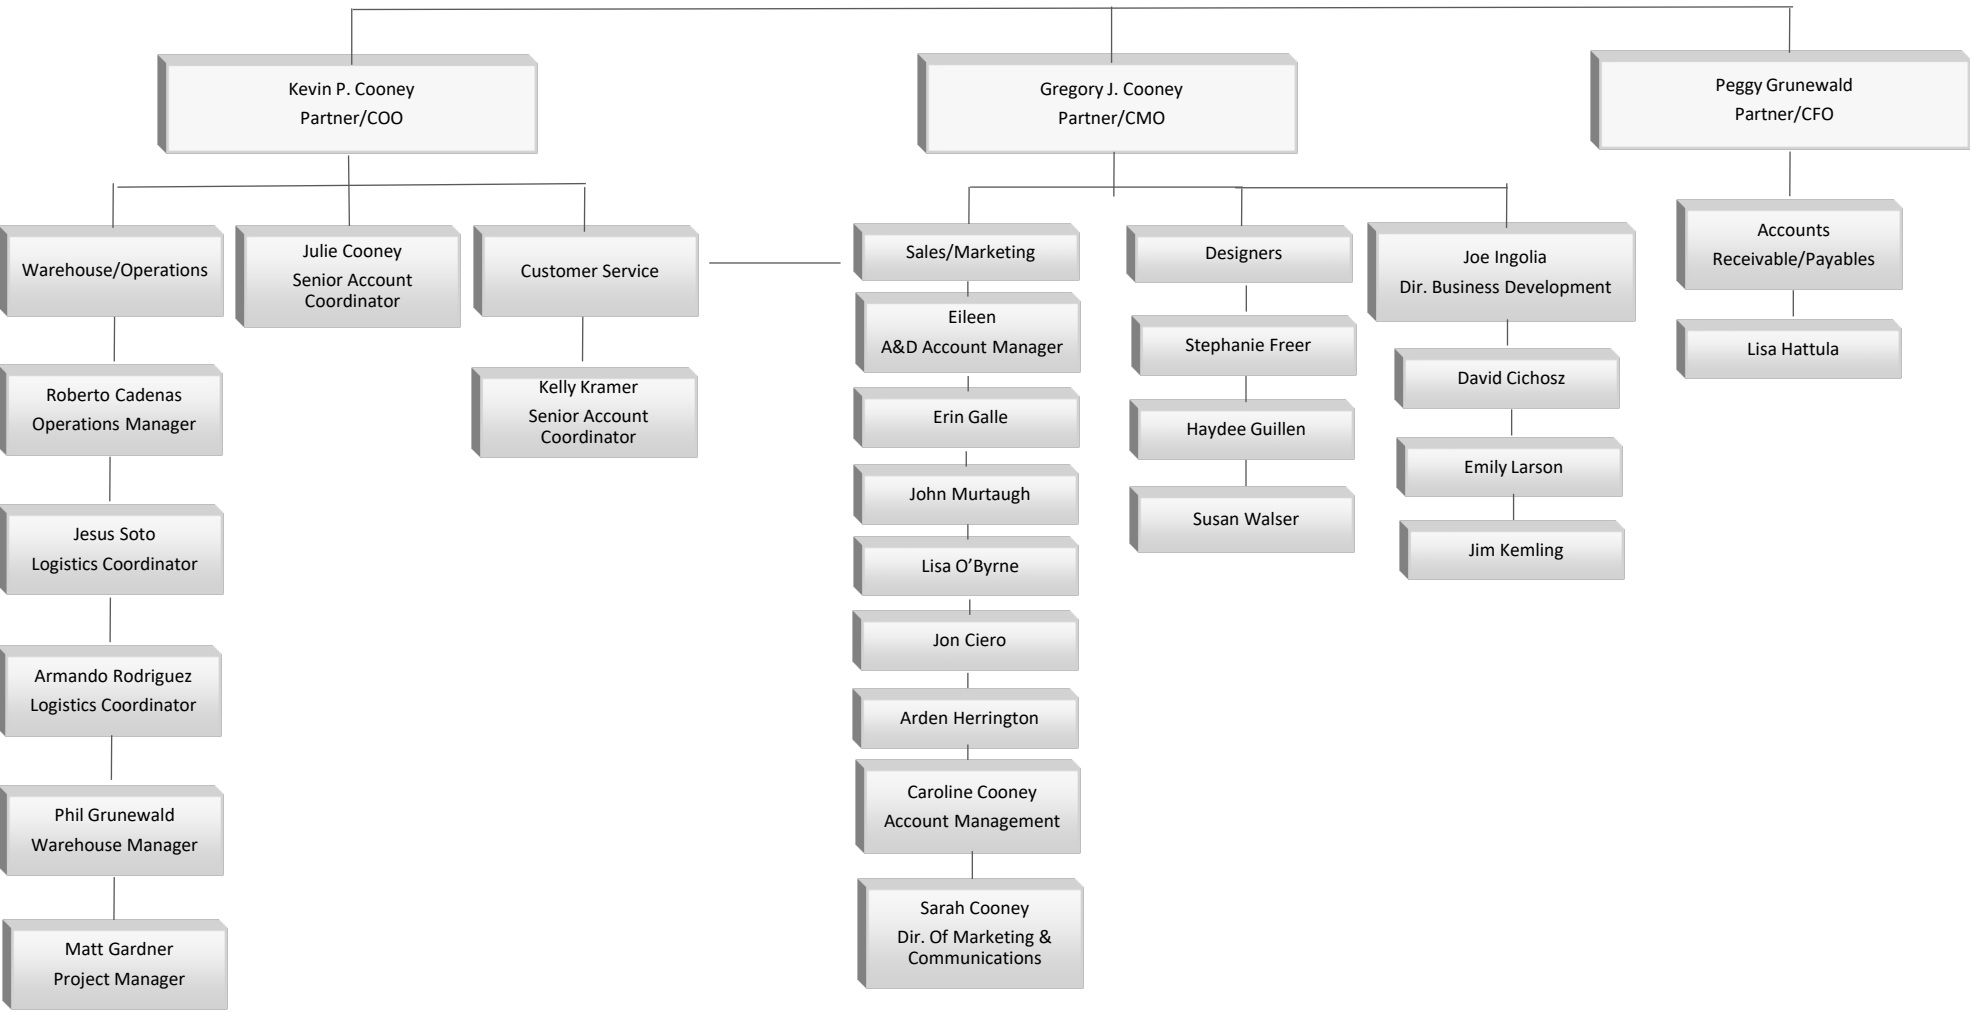 Kevin P. Cooney
Partner/COO
Gregory J. Cooney
Partner/CMO
Peggy Grunewald
Partner/CFO
Warehouse/Operations
Roberto Cadenas
Operations Manager
Jesus Soto
Logistics Coordinator
Armando Rodriguez
Logistics Coordinator
Phil Grunewald
Warehouse Manager
Matt Gardner
Project Manager
Julie Cooney
Senior Account
Coordinator
Customer Service
Kelly Kramer
Senior Account
Coordinator
Sales/Marketing
Eileen
A&D Account Manager
Erin Galle
John Murtaugh
Lisa O’Byrne
Jon Ciero
Arden Herrington
Caroline Cooney
Account Management
Sarah Cooney
Dir. Of Marketing &
Communications
Designers
Stephanie Freer
Haydee Guillen
Susan Walser
Joe Ingolia
Dir. Business Development
David Cichosz
Emily Larson
Jim Kemling
Accounts
Receivable/Payables
Lisa Hattula